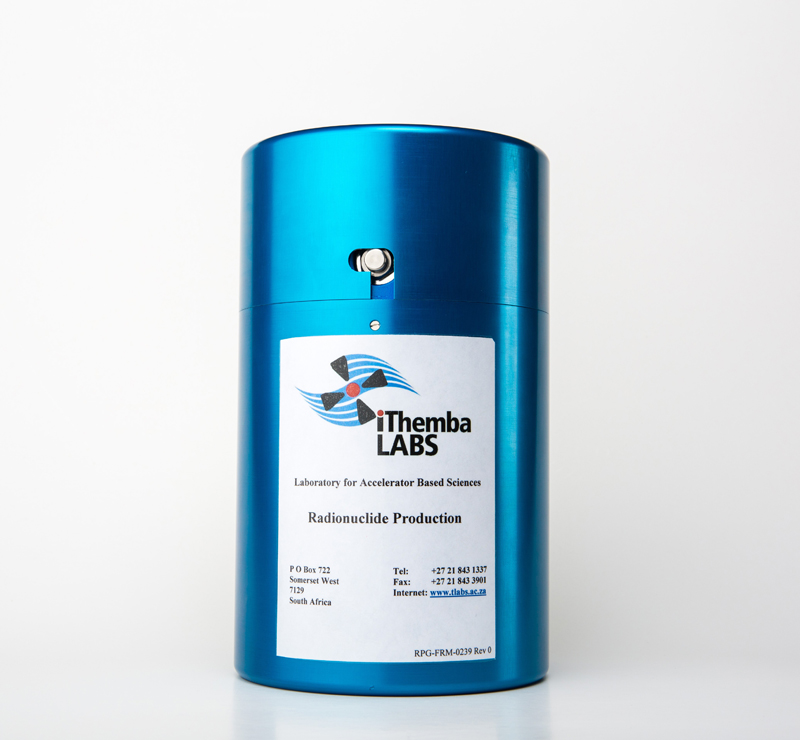 iThemba
LABS
Laboratory for Accelerator Based Sciences
Radionuclide Production
P O Box 722
Somerset West
7129
South Africa
Tel: +27 21 843 1337
Fax: +27 21 843 3901
Internet: www.tlabs.ac.za
RPG-FRM-0239 Rev 0